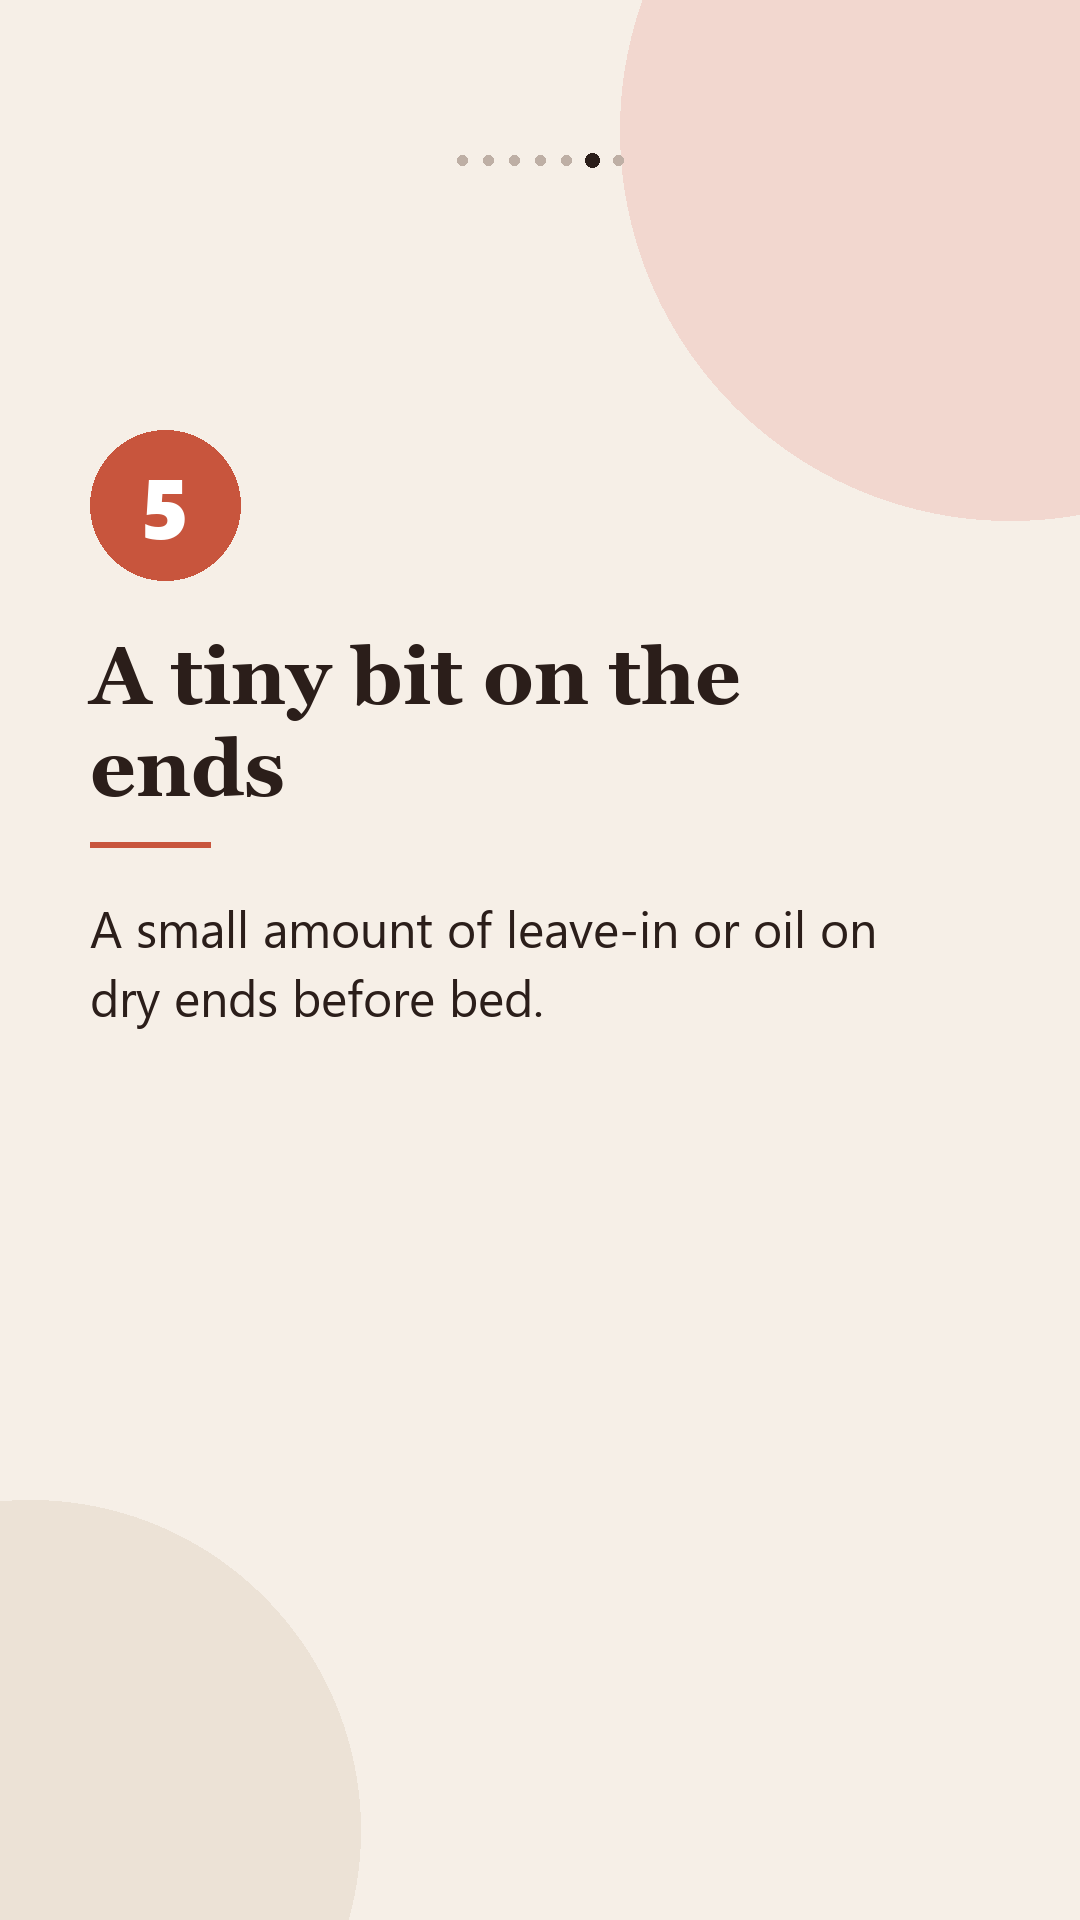 5
A tiny bit on the
ends
A small amount of leave-in or oil on
dry ends before bed.